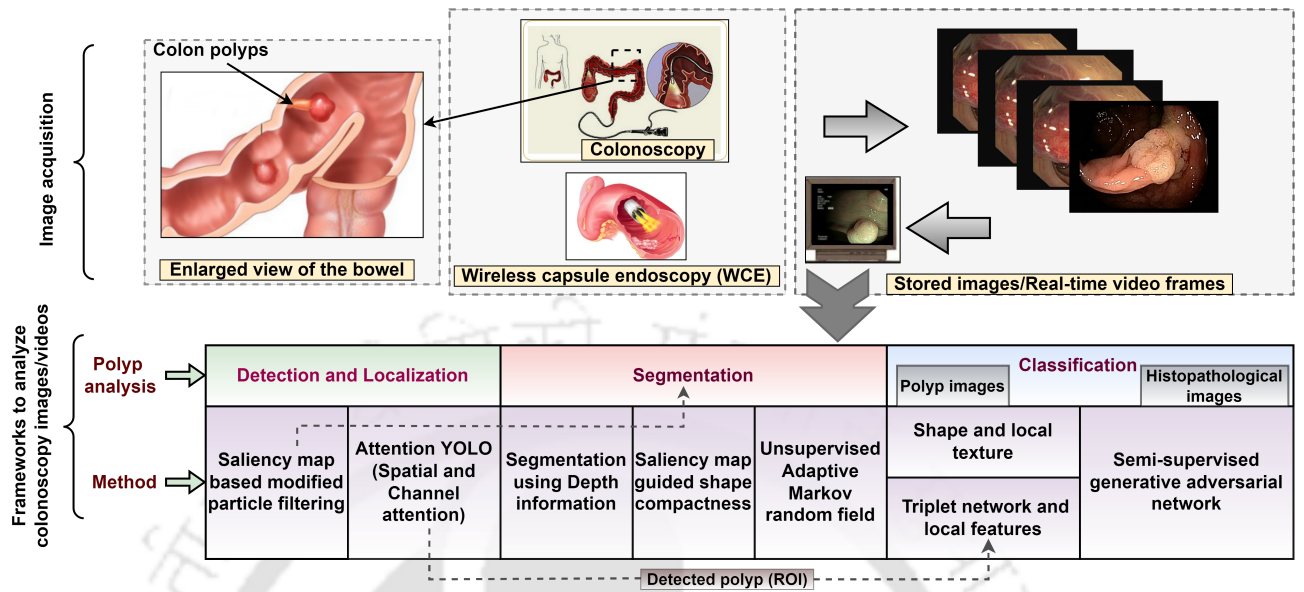 Image acquisition
Colon polyps
Enlarged view of the bowel
Colonoscopy
Wireless capsule endoscopy (WCE)
Stored images/Real-time video frames
Frameworks to analyze
colonoscopy images/videos
Polyp
analysis
Detection and Localization
Segmentation
Classification
Polyp images
Histopathological
images
Method
Saliency map
based modified
particle filtering
Attention YOLO
(Spatial and
Channel
attention)
Segmentation
using Depth
information
Saliency map
guided shape
compactness
Unsupervised
Adaptive
Markov
random field
Shape and local
texture
Triplet network and
local features
Semi-supervised
generative adversarial
network
Detected polyp (ROI)